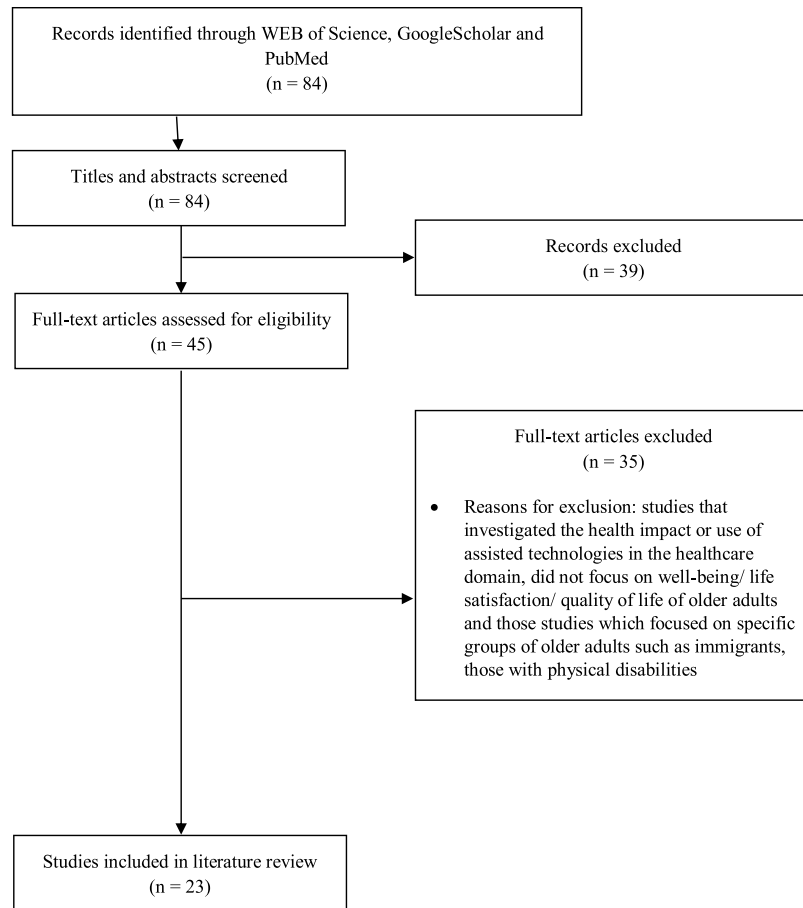 Records identified through WEB of Science, GoogleScholar and
PubMed
(n = 84)
Titles and abstracts screened
(n = 84)
Records excluded
(n = 39)
Full-text articles assessed for eligibility
(n = 45)
Full-text articles excluded
(n = 35)
• Reasons for exclusion: studies that
investigated the health impact or use of
assisted technologies in the healthcare
domain, did not focus on well-being/ life
satisfaction/ quality of life of older adults
and those studies which focused on specific
groups of older adults such as immigrants,
those with physical disabilities
Studies included in literature review
(n = 23)